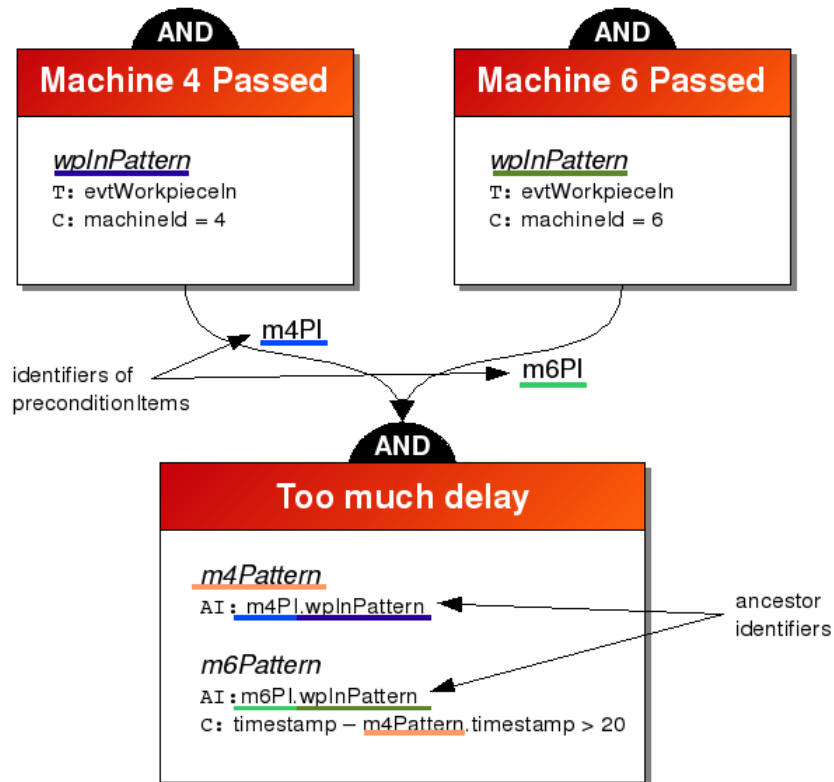 AND
Machine 4 Passed
wpInPattern
T: evtWorkpieceIn
C: machineId = 4
AND
Machine 6 Passed
wpInPattern
T: evtWorkpieceIn
C: machineId = 6
m4PI
m6PI
identifiers of
preconditionItems
AND
Too much delay
m4Pattern
AI: m4PI.wpInPattern
m6Pattern
AI: m6PI.wpInPattern
C: timestamp – m4Pattern.timestamp > 20
ancestor
identifiers